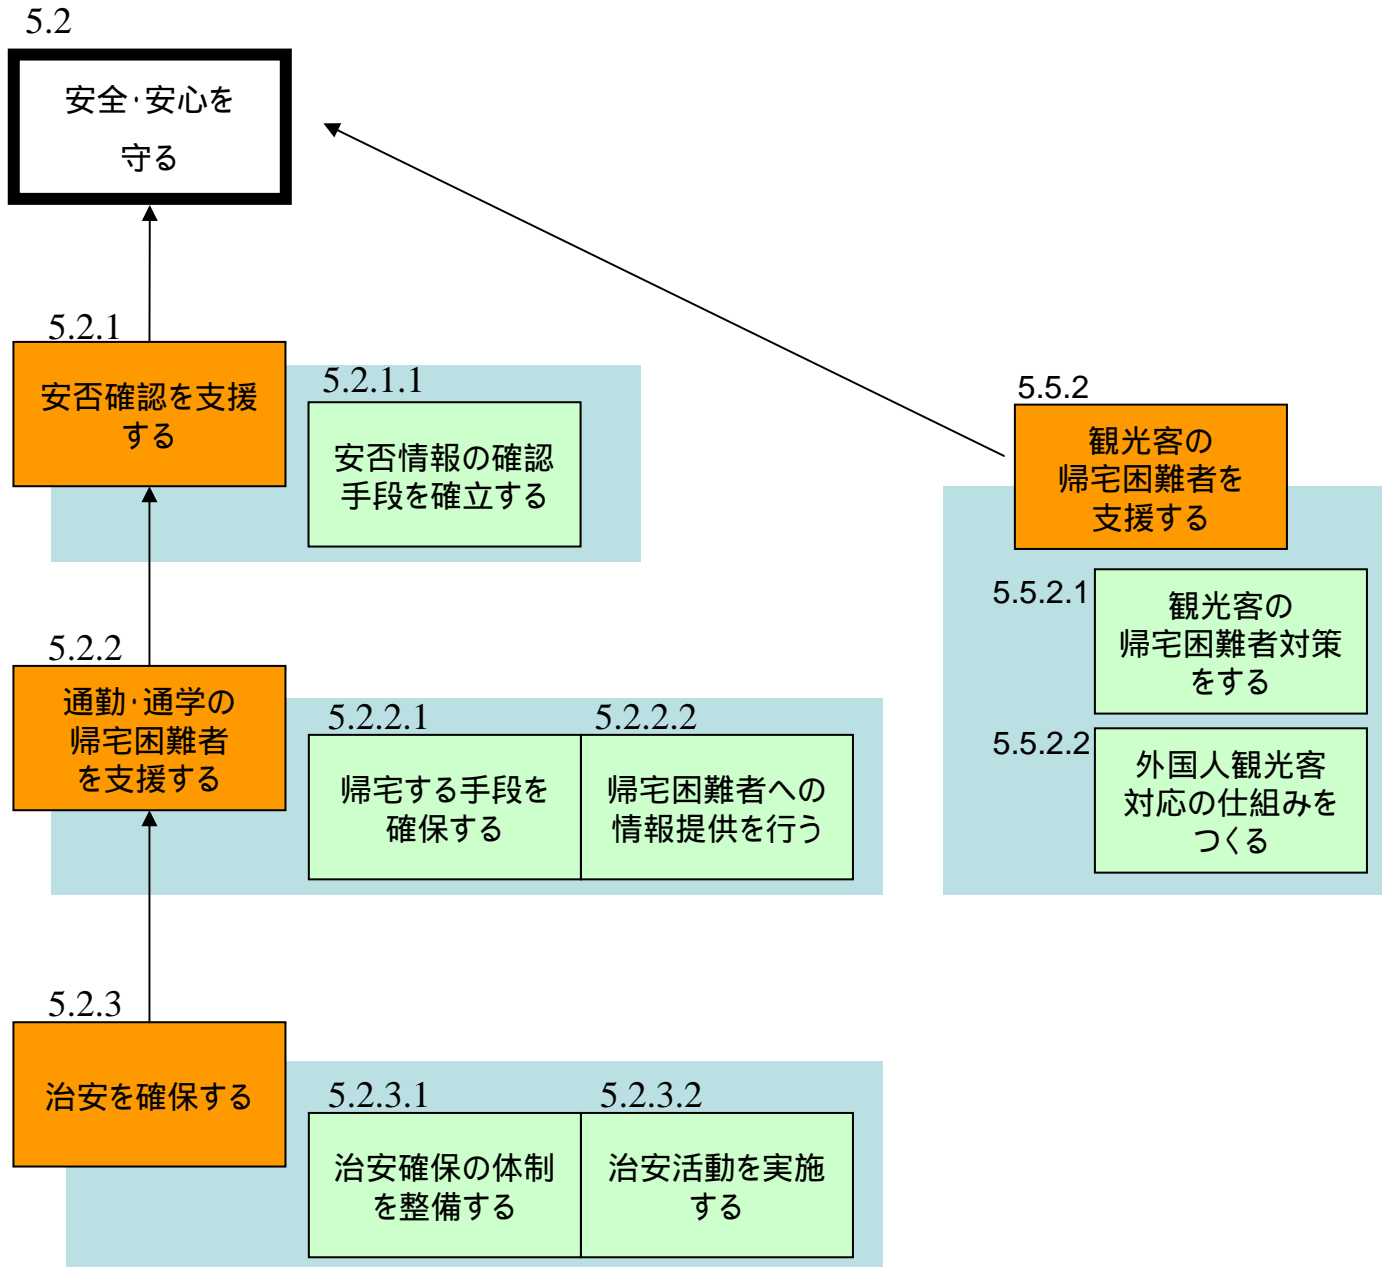 5.2
安全・安心を
守る
5.2.1
安否確認を支援
する
5.2.1.1
安否情報の確認
手段を確立する
5.5.2
観光客の
帰宅困難者を
支援する
5.5.2.1
観光客の
帰宅困難者対策
をする
5.5.2.2
外国人観光客
対応の仕組みを
つくる
5.2.2
通勤・通学の
帰宅困難者
を支援する
5.2.2.1
帰宅する手段を
確保する
5.2.2.2
帰宅困難者への
情報提供を行う
5.2.3
治安を確保する
5.2.3.1
治安確保の体制
を整備する
5.2.3.2
治安活動を実施
する